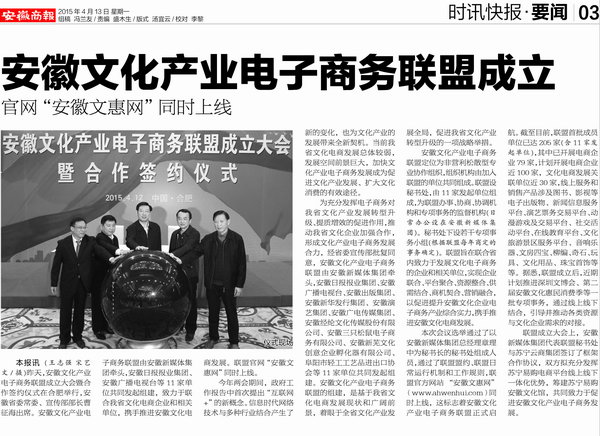 安徽商报
2015年4月13日 星期一
组稿 冯兰友/责编 盛木生/版式 汤宜云/校对 李黎
时讯快报·要闻 03
安徽文化产业电子商务联盟成立
官网“安徽文惠网”同时上线
安徽文化产业电子商务联盟成立大会
暨合作签约仪式
2015.4.12 中国·合肥
仪式现场
本报讯（王志强 宋艺
文/摄）昨天，安徽文化产业
电子商务联盟成立大会暨合
作签约仪式在合肥举行，安
徽省委常委、宣传部部长曹
征海出席。安徽文化产业电
子商务联盟由安徽新媒体集
团牵头，安徽日报报业集团、
安徽广播电视台等11家单
位共同发起组建，致力于联
合我省文化电商企业和相关
单位，携手推进安徽文化电
商发展。联盟官网“安徽文
惠网”同时上线。
今年两会期间，政府工
作报告中首次提出“互联网
+”的新概念。信息时代网络
技术与多种行业结合产生了
新的变化，也为文化产业的
发展带来全新契机。当前我
省文化电商发展总体较弱，
发展空间前景巨大，加快文
化产业电子商务发展成为促
进文化产业发展、扩大文化
消费的有效途径。
为充分发挥电子商务对
我省文化产业发展转型升
级、提质增效的促进作用，推
动我省文化企业加强合作，
形成文化产业电子商务发展
合力，经省委宣传部批复同
意，安徽文化产业电子商务
联盟由安徽新媒体集团牵
头，安徽日报报业集团、安徽
广播电视台、安徽出版集团、
安徽新华发行集团、安徽演
艺集团、安徽广电传媒集团、
安徽经纶文化传媒股份有限
公司、安徽三只松鼠电子商
务有限公司、安徽新芜文化
创意企业孵化器有限公司、
阜阳市轻工工艺品进出口协
会等11家单位共同发起组
建。安徽文化产业电子商务
联盟的组建，是基于我省文
化电商发展现状和广阔前
景，着眼于全省文化产业发
展全局，促进我省文化产业
转型升级的一项战略举措。
安徽文化产业电子商务
联盟定位为非营利松散型专
业协作组织。组织机构由加入
联盟的单位共同组成。联盟设
秘书处，由11家发起单位组
成，为联盟办事、协商、协调机
构和专项事务的监督机构（日
常办公设在安徽新媒体集
团）。秘书处下设若干专项事
务小组（根据联盟每年商定的
事务确定）。联盟旨在联合省
内致力于发展文化电子商务
的企业和相关单位，实现企业
联合、平台聚合、资源整合、供
需结合、商机契合、营销融合，
以促进提升安徽文化企业电
子商务产业综合实力，携手推
进安徽文化电商发展。
本次会议选举通过了以
安徽新媒体集团总经理章理
中为秘书长的秘书处组成人
员，通过了联盟盟约、联盟日
常运行机制和工作规则。联
盟官方网站“安徽文惠网”
（www.ahwenhui.com）同
时上线。这标志着安徽文化
产业电子商务联盟正式启
航。截至目前，联盟首批成员
单位已达205家（含11家发
起单位），其中已开展电商企
业79家，计划开展电商企业
近100家，文化电商发展关
联单位近30家，线上服务和
销售产品涉及图书、影视等
电子出版物、新闻信息服务
平台、演艺票务交易平台、动
漫游戏及交易平台、社交活
动平台、在线教育平台、文化
旅游景区服务平台、音响乐
器、文房四宝、柳编、奇石、玩
具、文化用品、珠宝首饰等
等。据悉，联盟成立后，近期
计划推进深圳文博会、第二
届安徽文化惠民消费季等一
批专项事务，通过线上线下
结合，引导并推动各类资源
与文化企业需求的对接。
联盟成立大会上，安徽
新媒体集团代表联盟秘书处
与苏宁云商集团签订了框架
合作协议，双方拟充分发挥
苏宁易购电商平台线上线下
一体化优势，筹建苏宁易购
安徽文化馆，共同致力于促
进安徽文化产业电子商务发
展。